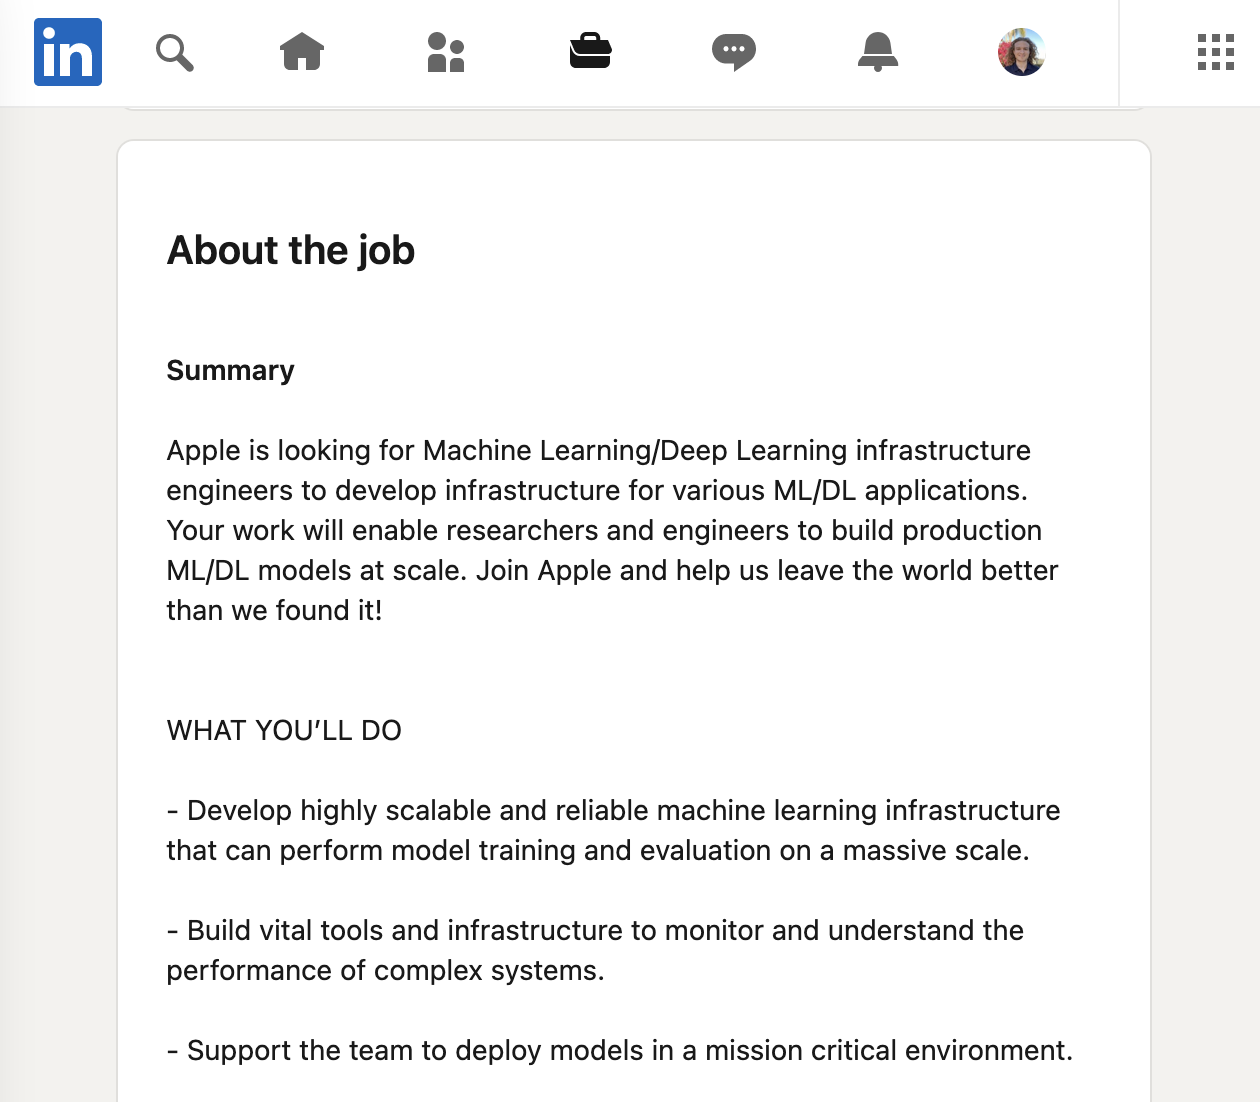 in
About the job
Summary
Apple is looking for Machine Learning/Deep Learning infrastructure
engineers to develop infrastructure for various ML/DL applications.
Your work will enable researchers and engineers to build production
ML/DL models at scale. Join Apple and help us leave the world better
than we found it!
WHAT YOU’LL DO
- Develop highly scalable and reliable machine learning infrastructure
that can perform model training and evaluation on a massive scale.
- Build vital tools and infrastructure to monitor and understand the
performance of complex systems.
- Support the team to deploy models in a mission critical environment.